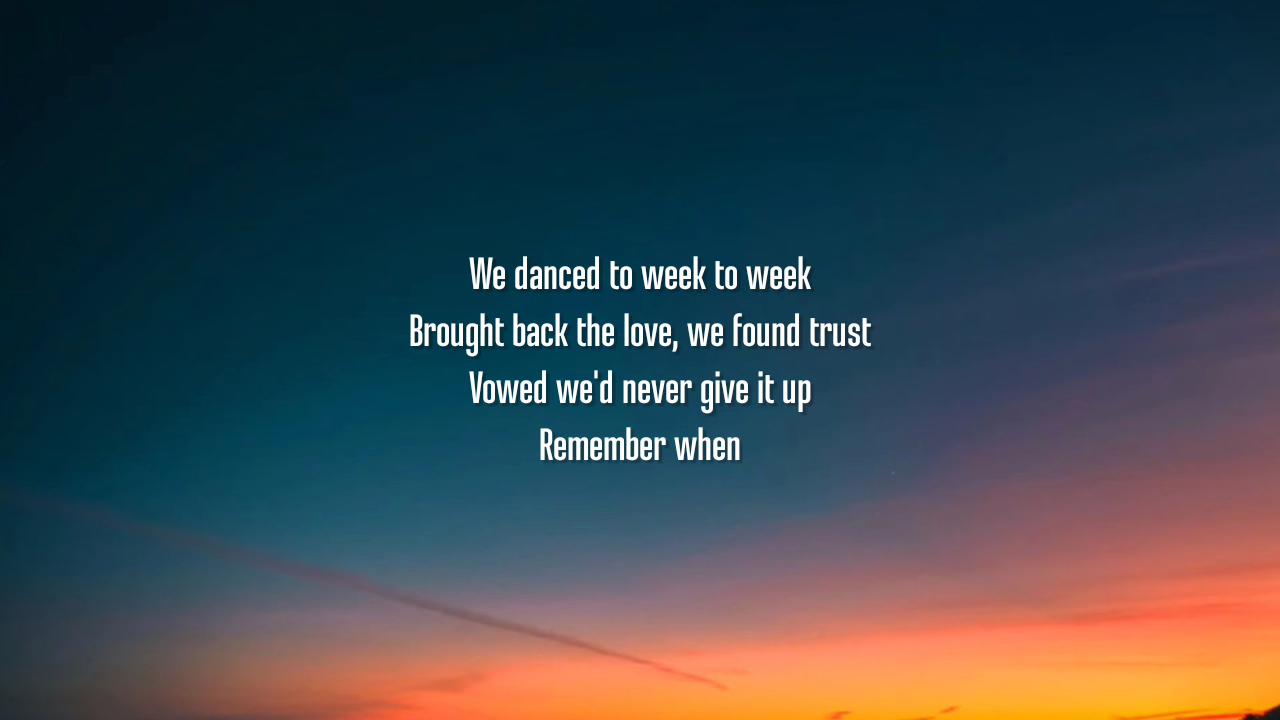 We danced to week to week
Brought back the love, we found trust
Vowed we'd never give it up
Remember when